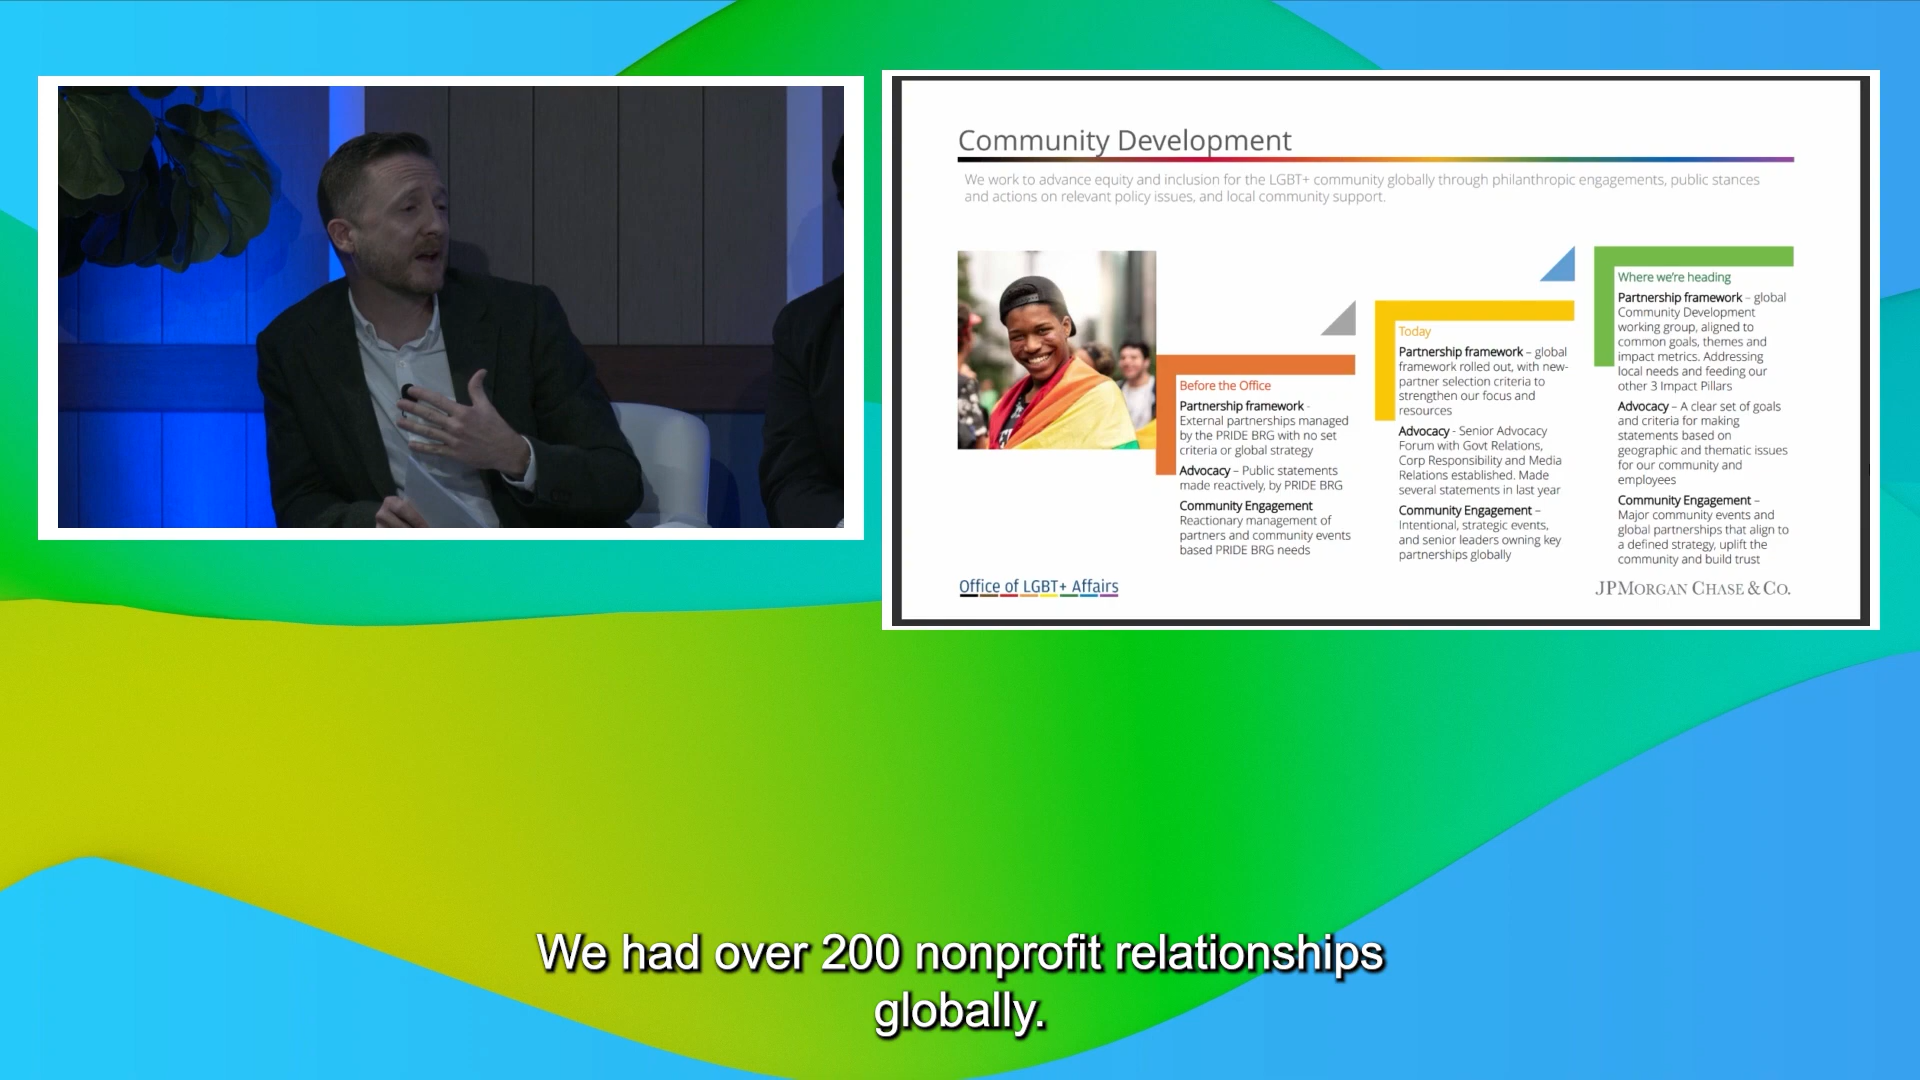 Community Development
We work to advance equity and inclusion for the LGBT+ community globally through philanthropic engagements, public stances
and actions on relevant policy issues, and local community support.
Before the Office
Partnership framework -
External partnerships managed
by the PRIDE BRG with no set
criteria or global strategy
Advocacy – Public statements
made reactively, by PRIDE BRG
Community Engagement
Reactionary management of
partners and community events
based PRIDE BRG needs
Today
Partnership framework – global
framework rolled out, with new-
partner selection criteria to
strengthen our focus and
resources
Advocacy - Senior Advocacy
Forum with Govt Relations,
Corp Responsibility and Media
Relations established. Made
several statements in last year
Community Engagement –
Intentional, strategic events,
and senior leaders owning key
partnerships globally
Where we're heading
Partnership framework – global
Community Development
working group, aligned to
common goals, themes and
impact metrics. Addressing
local needs and feeding our
other 3 Impact Pillars
Advocacy – A clear set of goals
and criteria for making
statements based on
geographic and thematic issues
for our community and
employees
Community Engagement –
Major community events and
global partnerships that align to
a defined strategy, uplift the
community and build trust
Office of LGBT+ Affairs
JPMORGAN CHASE & CO.
We had over 200 nonprofit relationships
globally.